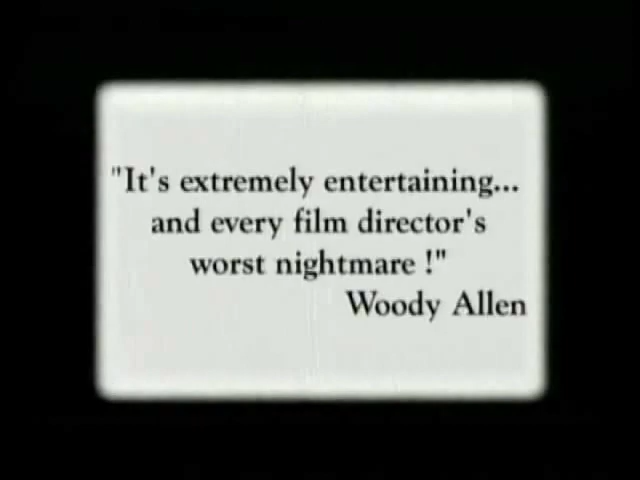 "It's extremely entertaining...
and every film director's
worst nightmare !"
Woody Allen